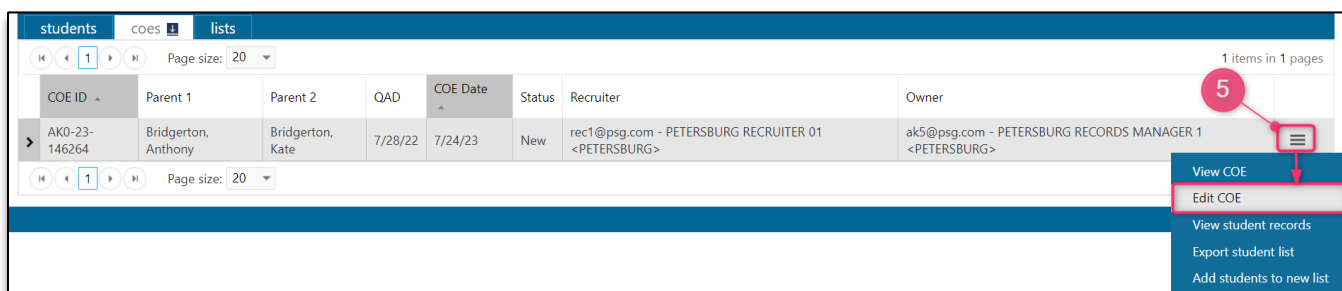 students coes lists
1 Page size: 20 1 items in 1 pages
COE ID Parent 1 Parent 2 QAD COE Date Status Recruiter Owner 5
AK0-23-146264 Bridgerton, Anthony Bridgerton, Kate 7/28/22 7/24/23 New rec1@psg.com - PETERSBURG RECRUITER 01 <PETERSBURG> ak5@psg.com - PETERSBURG RECORDS MANAGER 1 <PETERSBURG>
1 Page size: 20
View COE
Edit COE
View student records
Export student list
Add students to new list